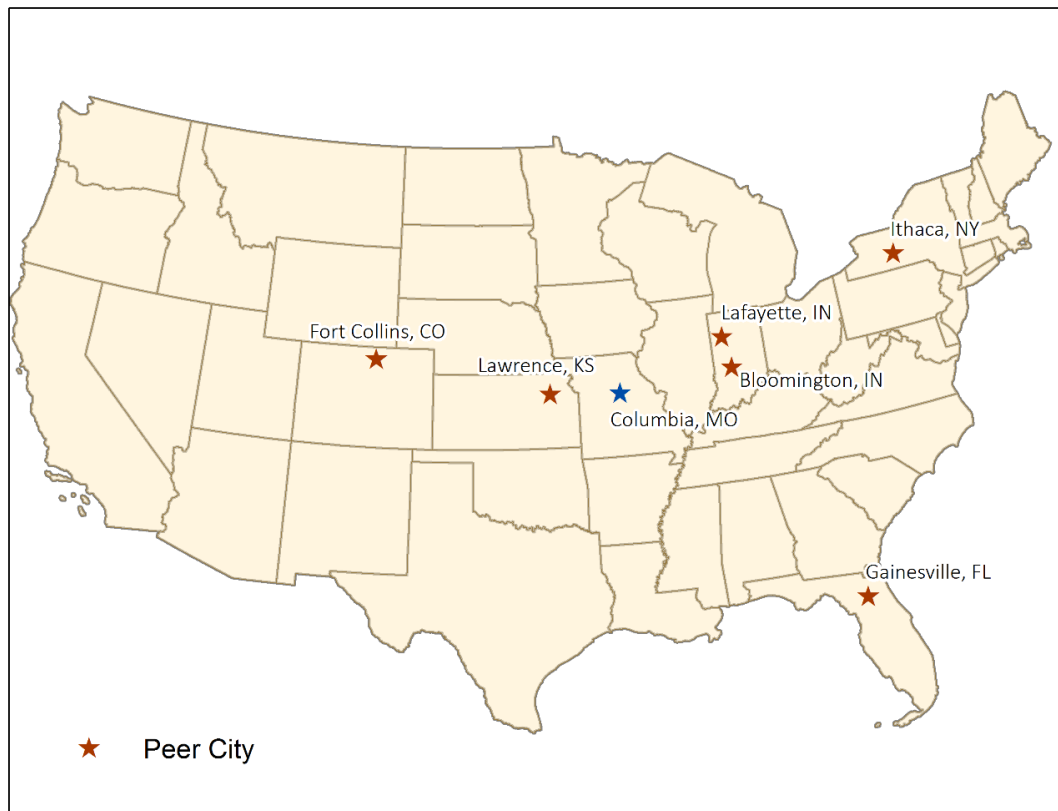 Ithaca, NY
Lafayette, IN
Fort Collins, CO
Lawrence, KS
Bloomington, IN
Columbia, MO
Gainesville, FL
Peer City